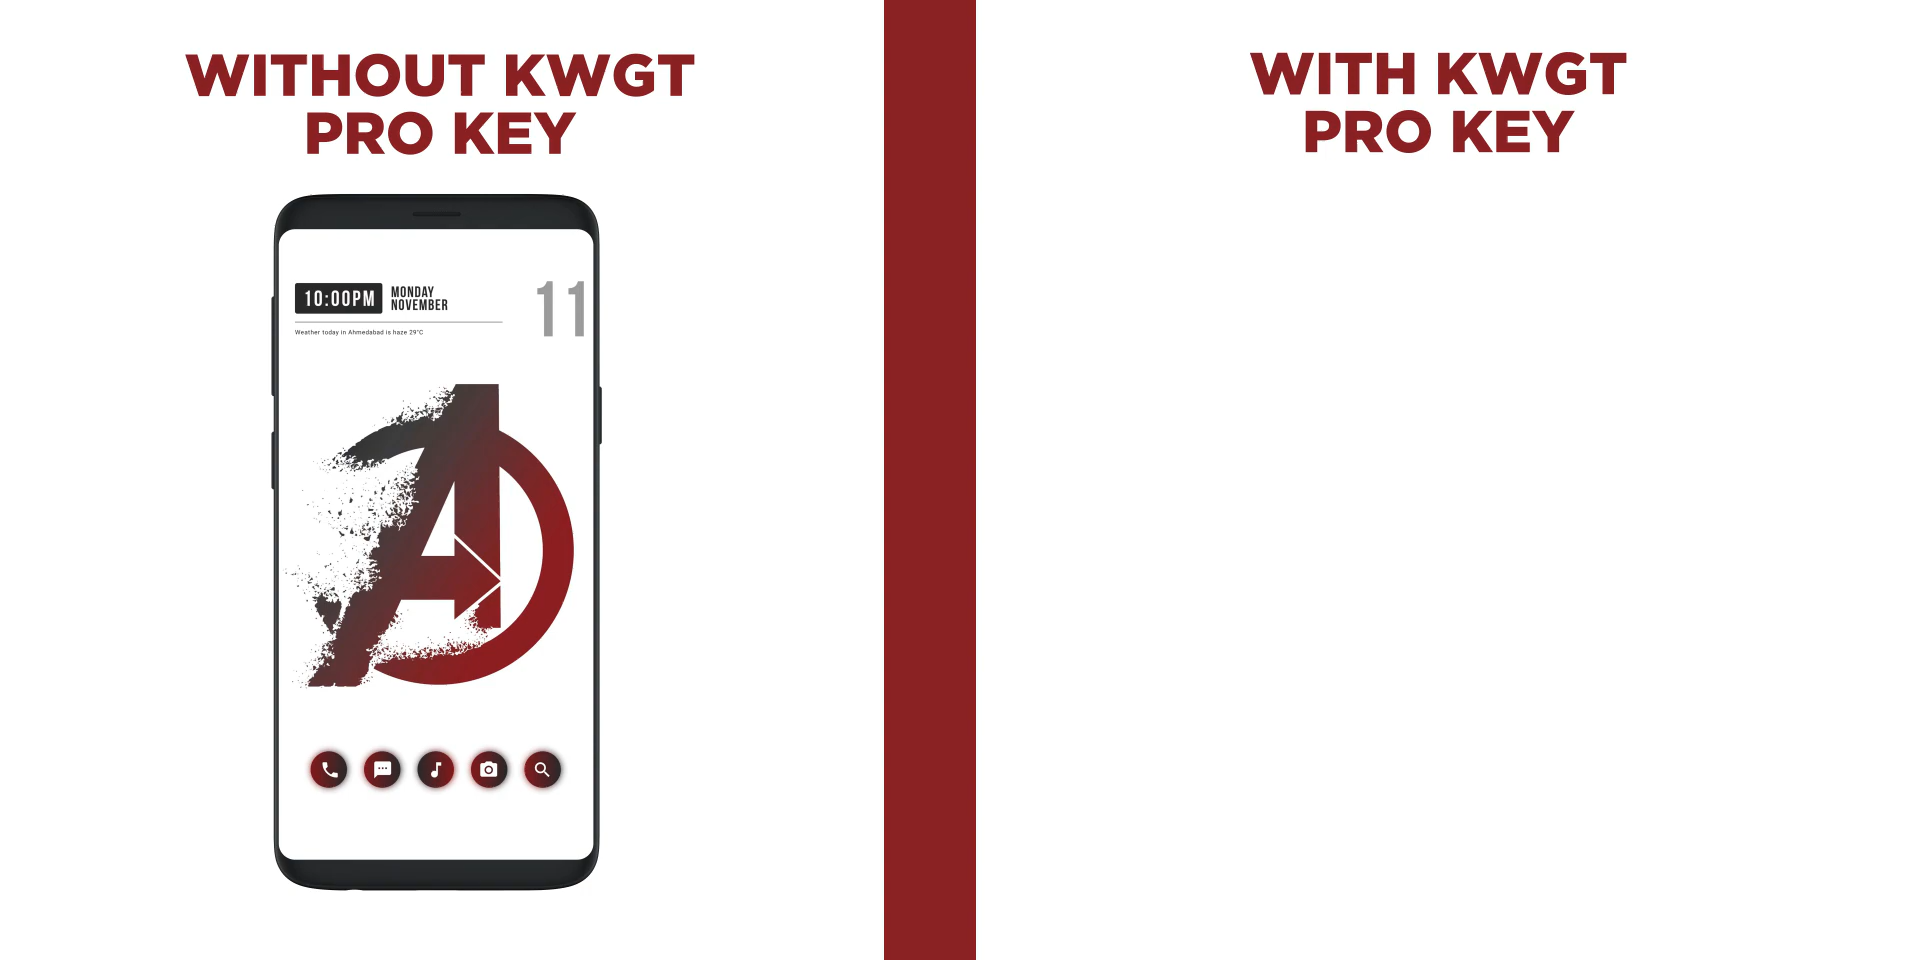 WITHOUT KWGT
PRO KEY
10:00PM
MONDAY
NOVEMBER
11
Weather today in Ahmedabad is haze 29°C
WITH KWGT
PRO KEY